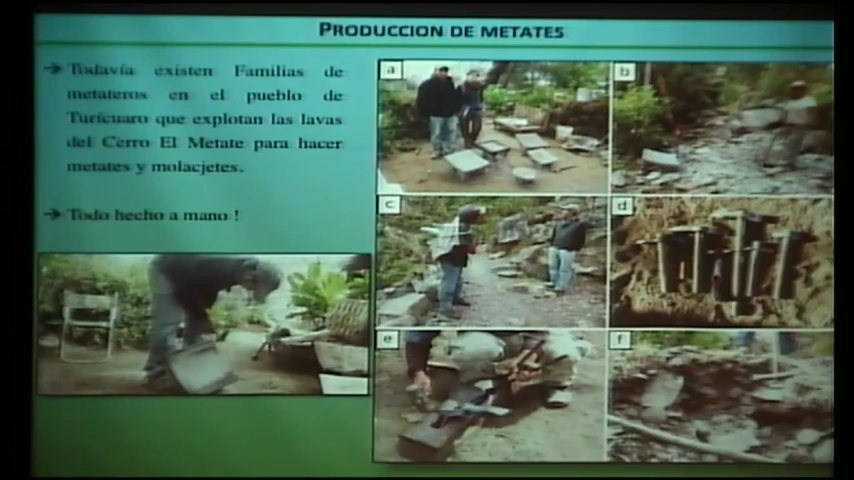 PRODUCCION DE METATES
→ Todavía existen Familias de
metateros en el pueblo de
Turícuaro que explotan las lavas
del Cerro El Metate para hacer
metates y molacjetes.
→ Todo hecho a mano !
a
b
c
d
e
f